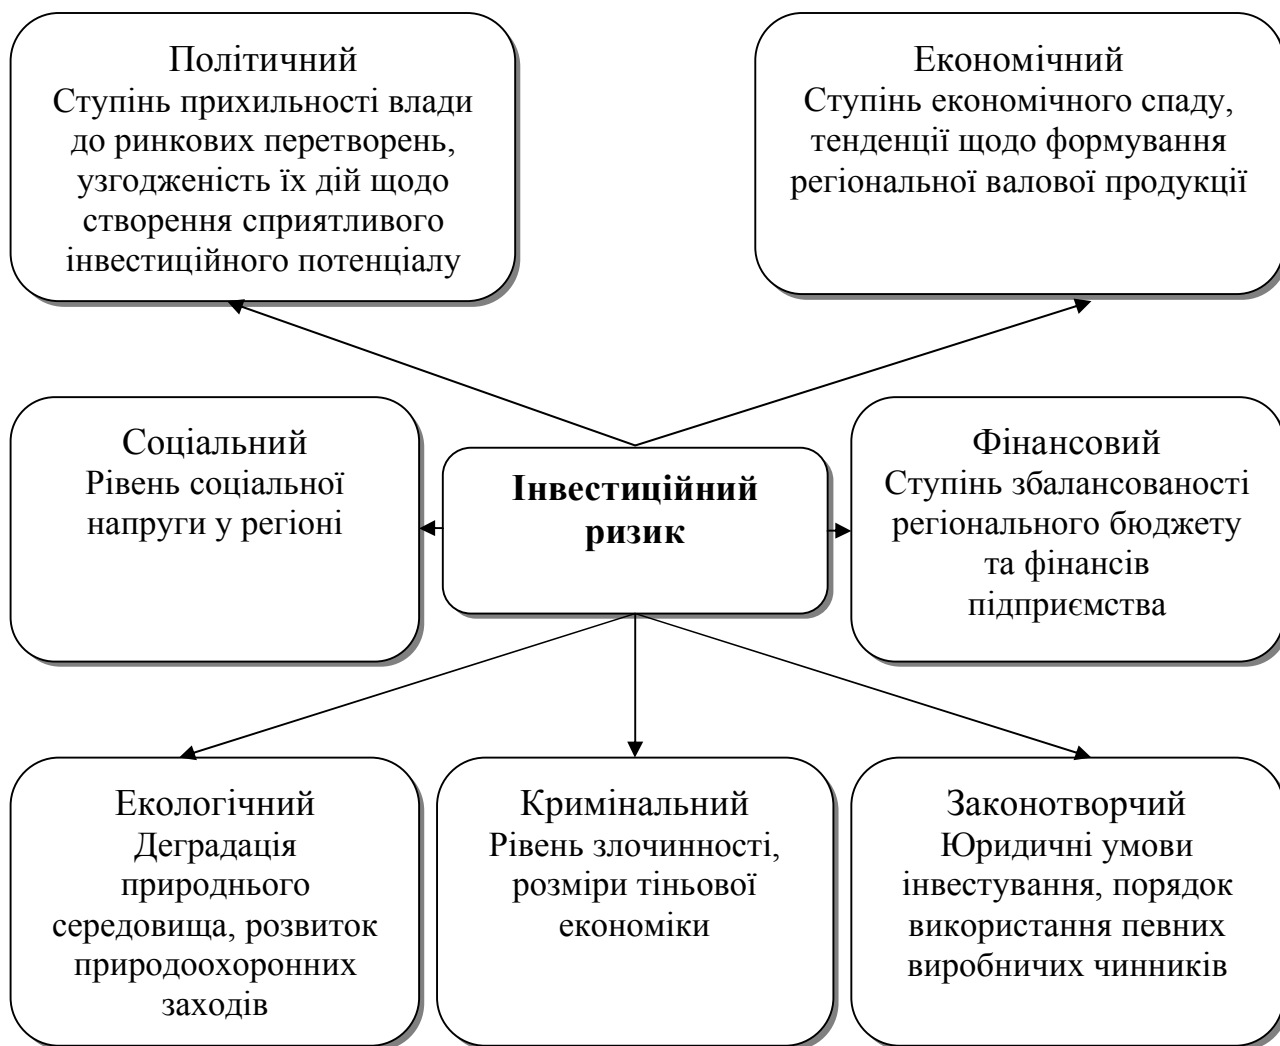 Політичний
Ступінь прихильності влади
до ринкових перетворень,
узгодженість їх дій щодо
створення сприятливого
інвестиційного потенціалу
Економічний
Ступінь економічного спаду,
тенденції щодо формування
регіональної валової продукції
Соціальний
Рівень соціальної
напруги у регіоні
Інвестиційний
ризик
Фінансовий
Ступінь збалансованості
регіонального бюджету
та фінансів
підприємства
Екологічний
Деградація
природнього
середовища, розвиток
природоохоронних
заходів
Кримінальний
Рівень злочинності,
розміри тіньової
економіки
Законотворчий
Юридичні умови
інвестування, порядок
використання певних
виробничих чинників